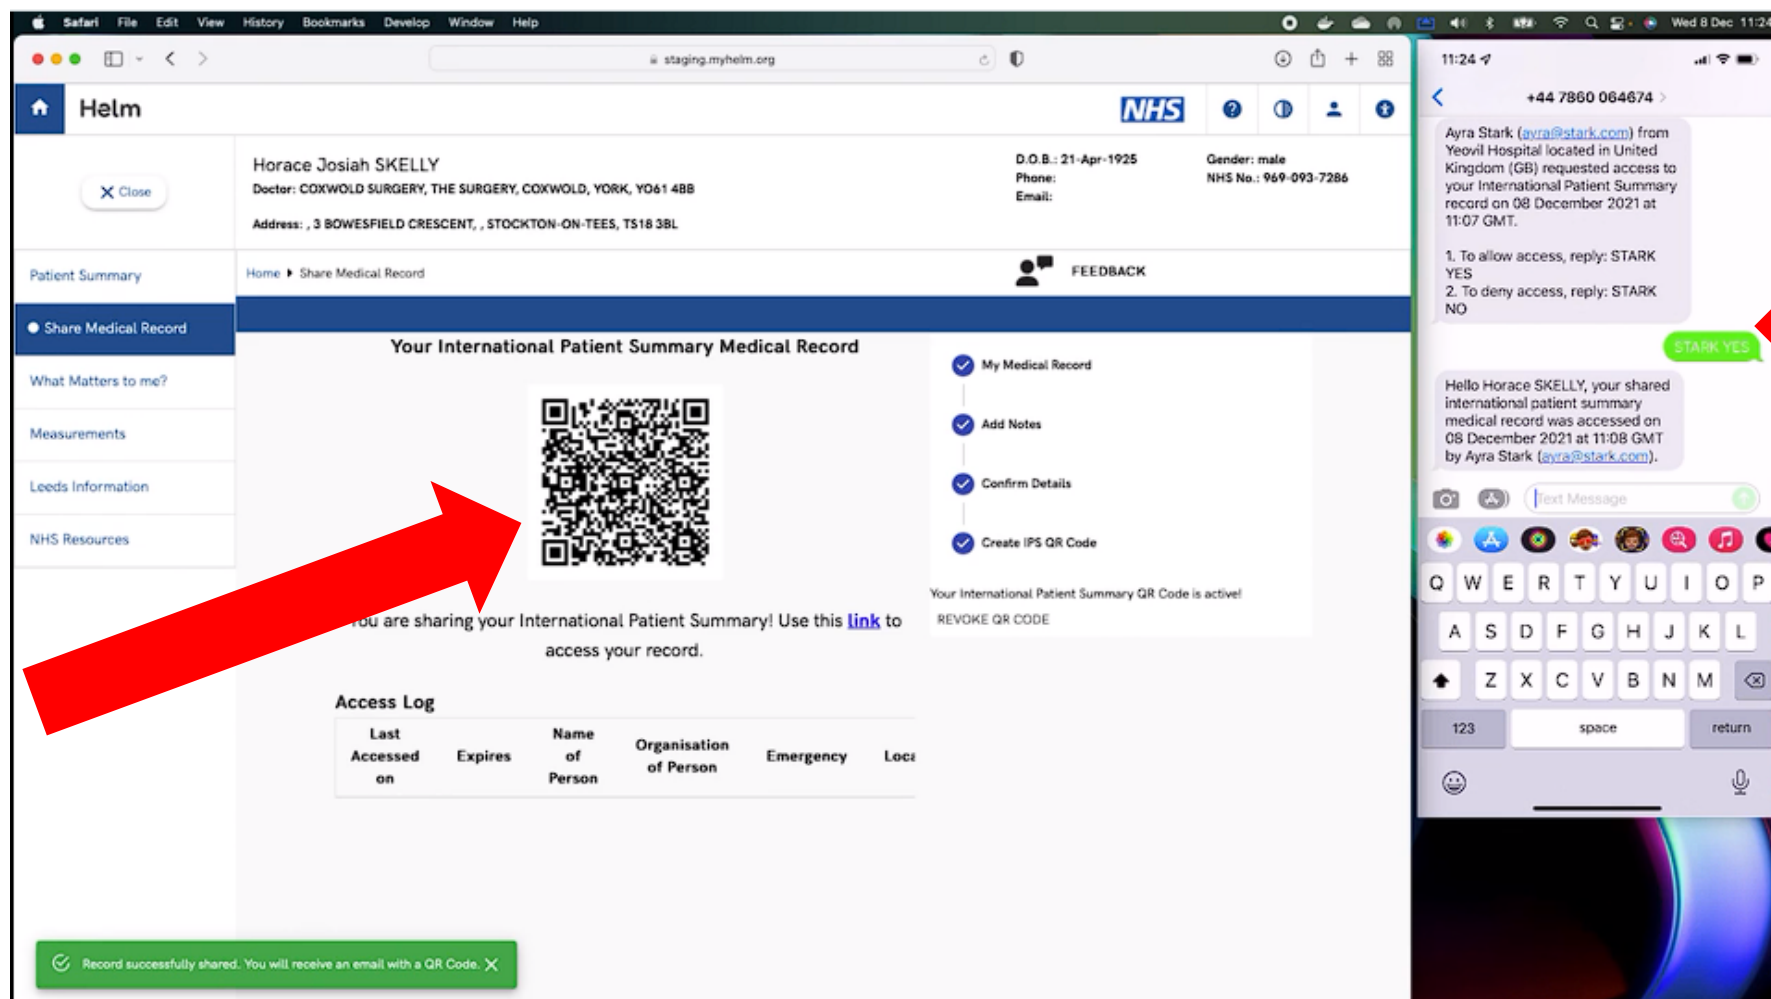 Safari File Edit View History Bookmarks Develop Window Help
Wed 8 Dec 11:24
staging.myhelm.org
Helm
NHS
Close
Horace Josiah SKELLY
Doctor: COXWOLD SURGERY, THE SURGERY, COXWOLD, YORK, YO61 4BB
Address: , 3 BOWESFIELD CRESCENT, , STOCKTON-ON-TEES, TS18 3BL
D.O.B.: 21-Apr-1925
Phone:
Email:
Gender: male
NHS No.: 969-093-7286
Patient Summary
Share Medical Record
What Matters to me?
Measurements
Leeds Information
NHS Resources
Home Share Medical Record
FEEDBACK
Your International Patient Summary Medical Record
You are sharing your International Patient Summary! Use this link to
access your record.
My Medical Record
Add Notes
Confirm Details
Create IPS QR Code
Your International Patient Summary QR Code is active!
REVOKE QR CODE
Access Log
Last
Accessed
on
Expires
Name
of
Person
Organisation
of Person
Emergency
Loca
Record successfully shared. You will receive an email with a QR Code.
11:24
+44 7860 064674
Ayra Stark (ayra@stark.com) from
Yeovil Hospital located in United
Kingdom (GB) requested access to
your International Patient Summary
record on 08 December 2021 at
11:07 GMT.
1. To allow access, reply: STARK
YES
2. To deny access, reply: STARK
NO
STARK YES
Hello Horace SKELLY, your shared
international patient summary
medical record was accessed on
08 December 2021 at 11:08 GMT
by Ayra Stark (ayra@stark.com).
Text Message
Q W E R T Y U I O P
A S D F G H J K L
Z X C V B N M
123 space return